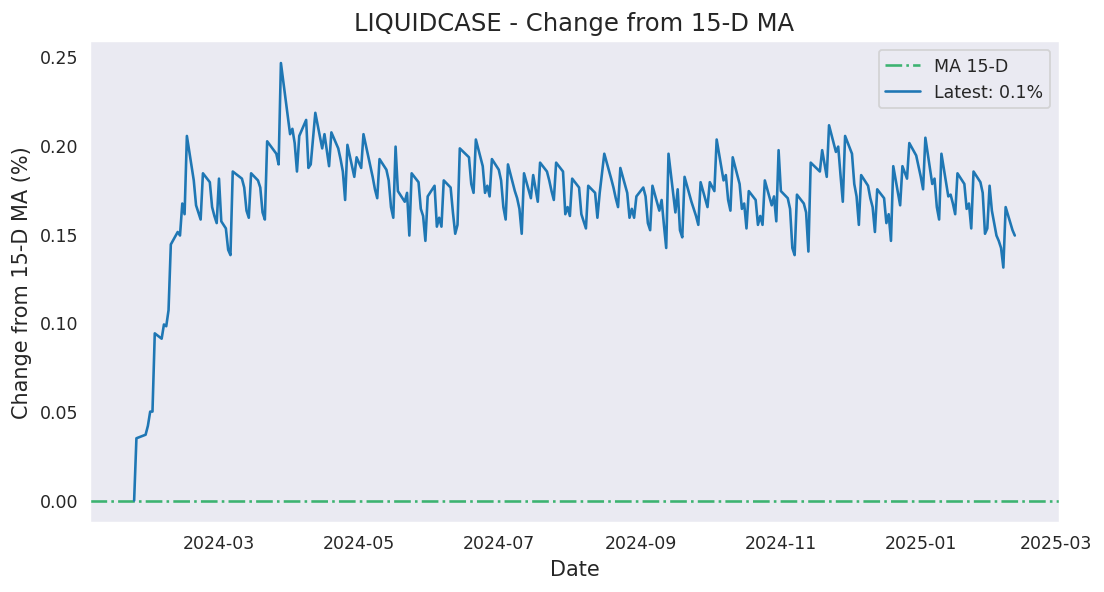 LIQUIDCASE - Change from 15-D MA
MA 15-D
Latest: 0.1%
Change from 15-D MA (%)
0.25
0.20
0.15
0.10
0.05
0.00
2024-03
2024-05
2024-07
2024-09
2024-11
2025-01
2025-03
Date